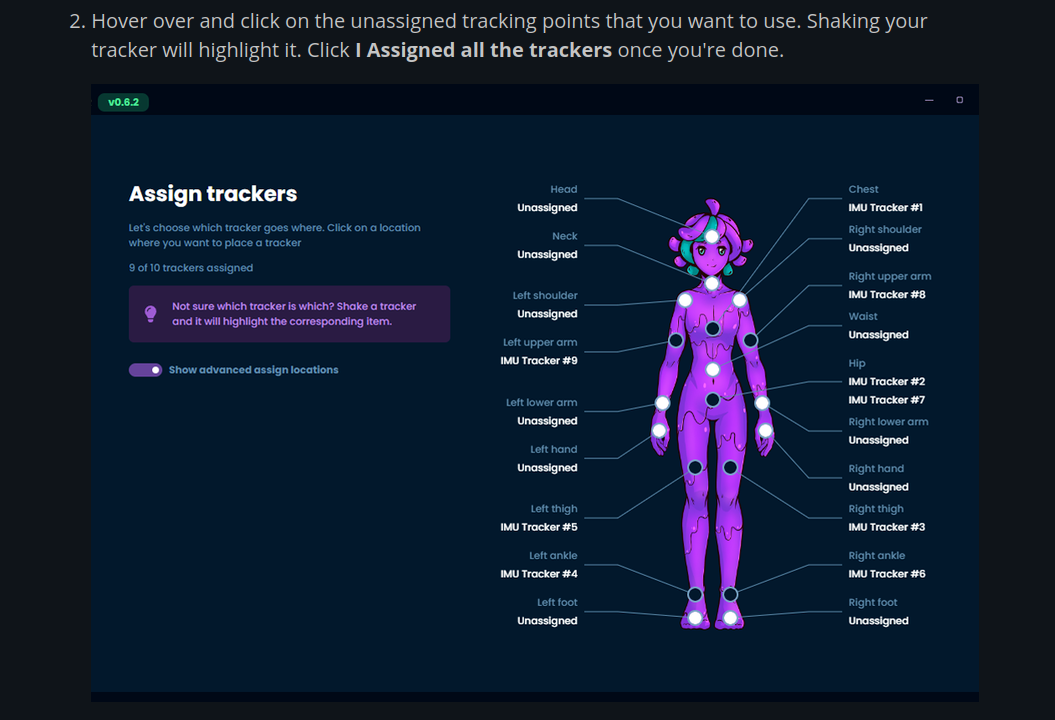 2. Hover over and click on the unassigned tracking points that you want to use. Shaking your
tracker will highlight it. Click I Assigned all the trackers once you're done.
v0.6.2
Assign trackers
Let's choose which tracker goes where. Click on a location
where you want to place a tracker
9 of 10 trackers assigned
Not sure which tracker is which? Shake a tracker
and it will highlight the corresponding item.
Show advanced assign locations
Head
Unassigned
Neck
Unassigned
Left shoulder
Unassigned
Left upper arm
IMU Tracker #9
Left lower arm
Unassigned
Left hand
Unassigned
Left thigh
IMU Tracker #5
Left ankle
IMU Tracker #4
Left foot
Unassigned
Chest
IMU Tracker #1
Right shoulder
Unassigned
Right upper arm
IMU Tracker #8
Waist
Unassigned
Hip
IMU Tracker #2
IMU Tracker #7
Right lower arm
Unassigned
Right hand
Unassigned
Right thigh
IMU Tracker #3
Right ankle
IMU Tracker #6
Right foot
Unassigned